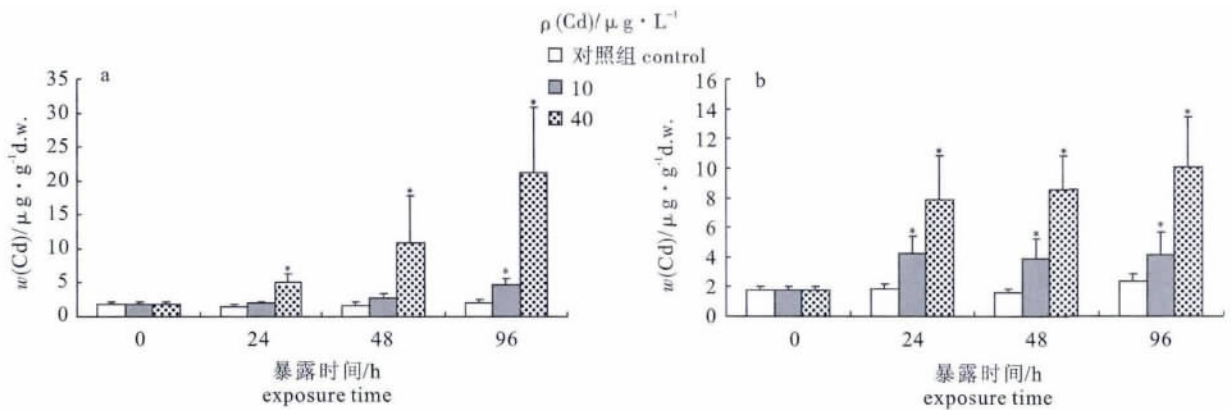 ρ(Cd)/μg·L⁻¹
对照组 control
10
40
a
35
30
25
20
15
10
5
0
w(Cd)/μg·g⁻¹d.w.
* * * *
0 24 48 96
暴露时间/h
exposure time
b
16
14
12
10
8
6
4
2
0
w(Cd)/μg·g⁻¹d.w.
* * * * * *
0 24 48 96
暴露时间/h
exposure time